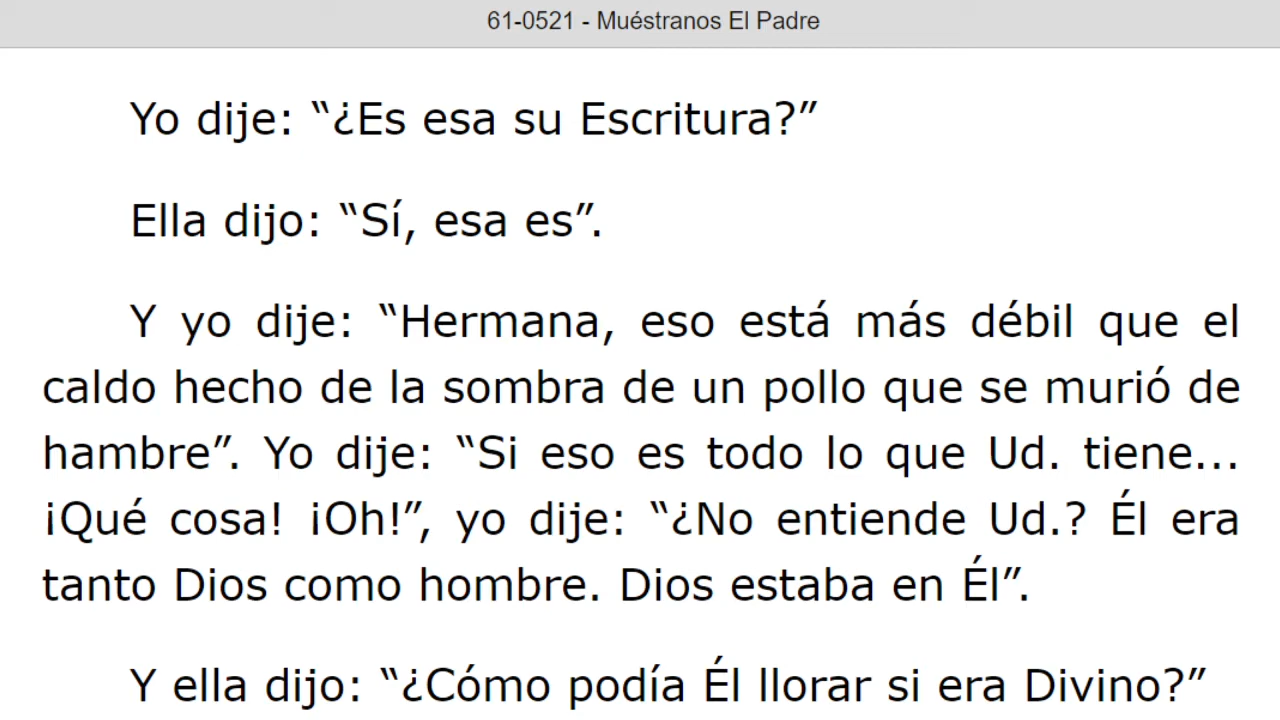 61-0521 - Muéstranos El Padre
Yo dije: “¿Es esa su Escritura?”
Ella dijo: “Sí, esa es”.
Y yo dije: “Hermana, eso está más débil que el
caldo hecho de la sombra de un pollo que se murió de
hambre”. Yo dije: “Si eso es todo lo que Ud. tiene...
¡Qué cosa! ¡Oh!”, yo dije: “¿No entiende Ud.? Él era
tanto Dios como hombre. Dios estaba en Él”.
Y ella dijo: “¿Cómo podía Él llorar si era Divino?”